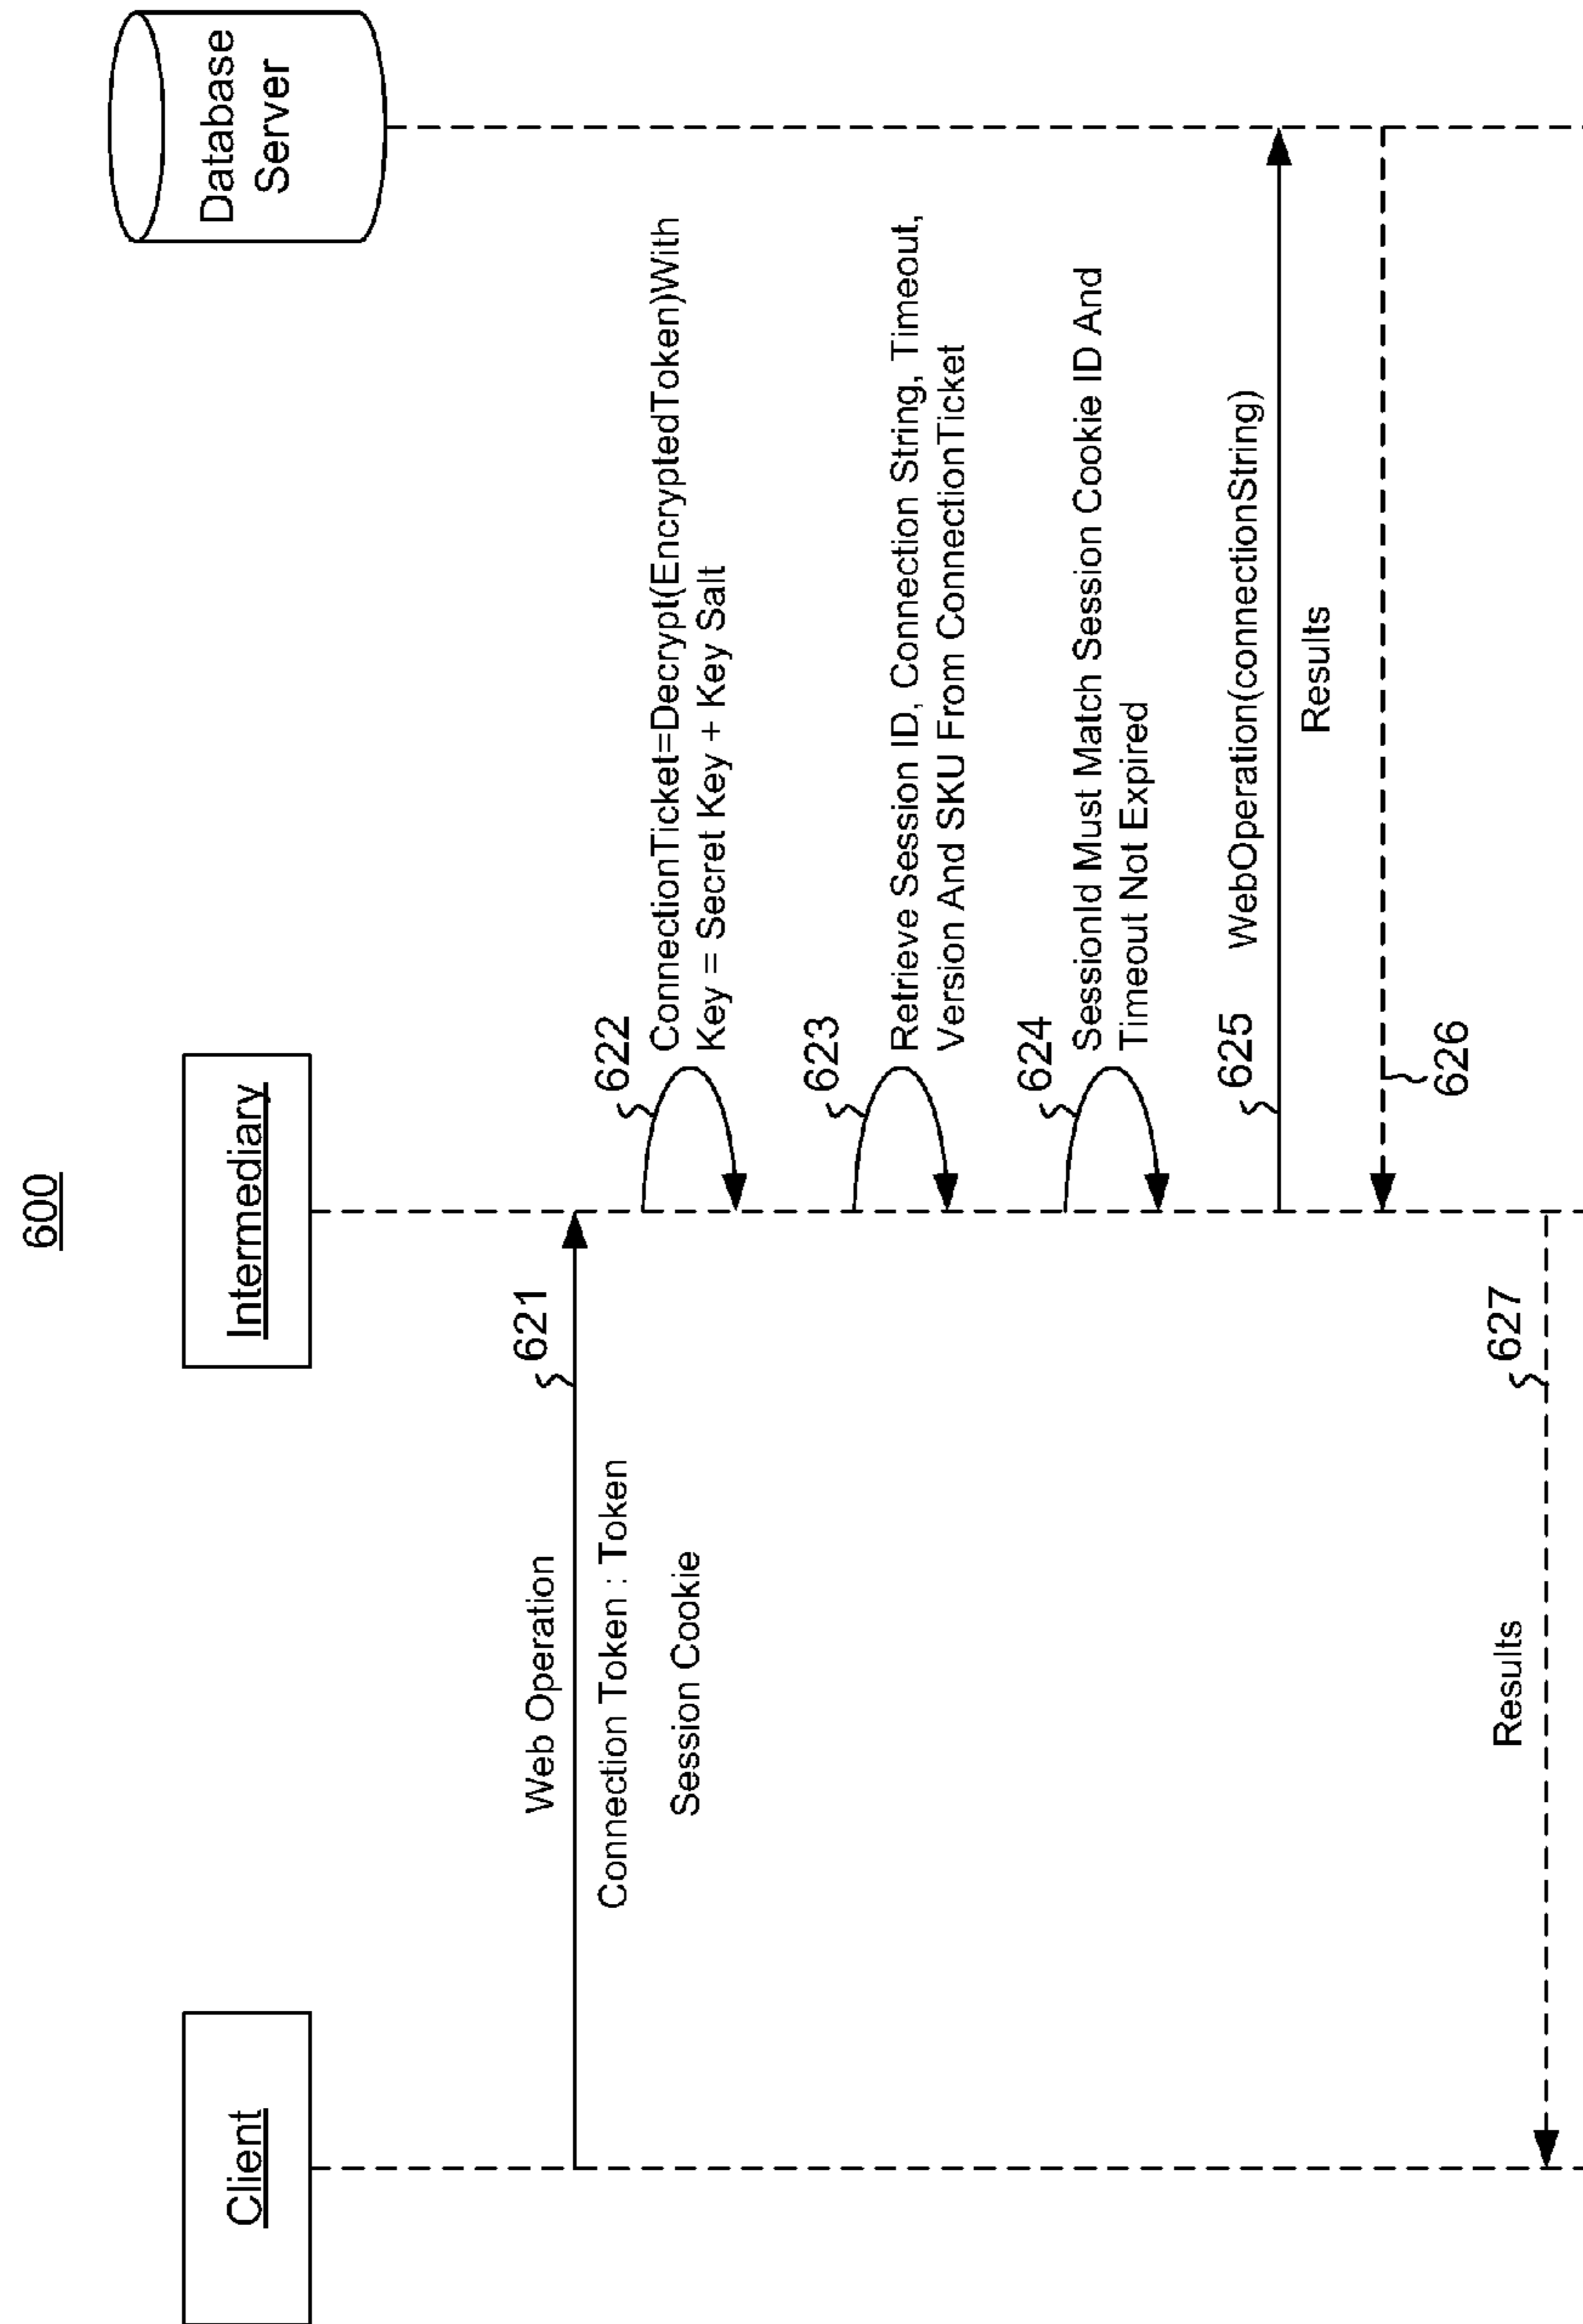 600
Client
Intermediary
Database
Server
Web Operation
621
Connection Token : Token
Session Cookie
622
ConnectionTicket=Decrypt(EncryptedToken)With
Key = Secret Key + Key Salt
623
Retrieve Session ID, Connection String, Timeout,
Version And SKU From ConnectionTicket
624
SessionId Must Match Session Cookie ID And
Timeout Not Expired
625
WebOperation(connectionString)
Results
626
627
Results